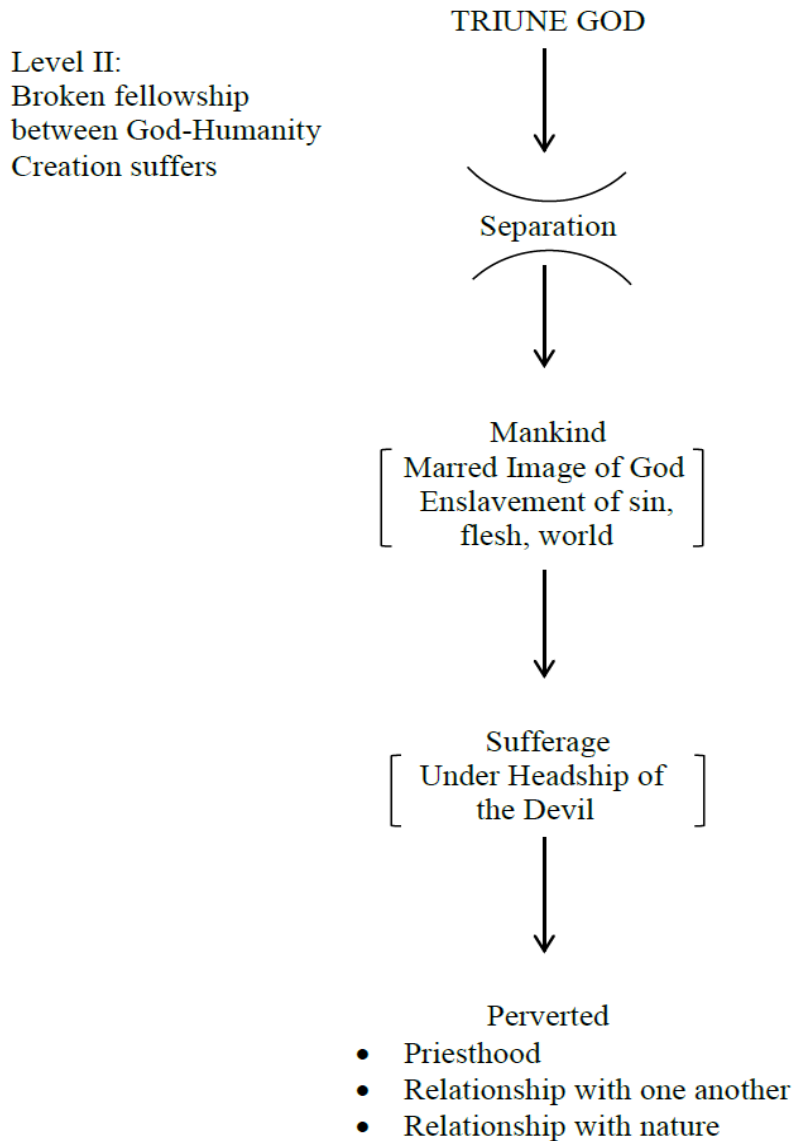 TRIUNE GOD
Level II:
Broken fellowship
between God-Humanity
Creation suffers
Separation
Mankind
Marred Image of God
Enslavement of sin,
flesh, world
Sufferage
Under Headship of
the Devil
Perverted
• Priesthood
• Relationship with one another
• Relationship with nature